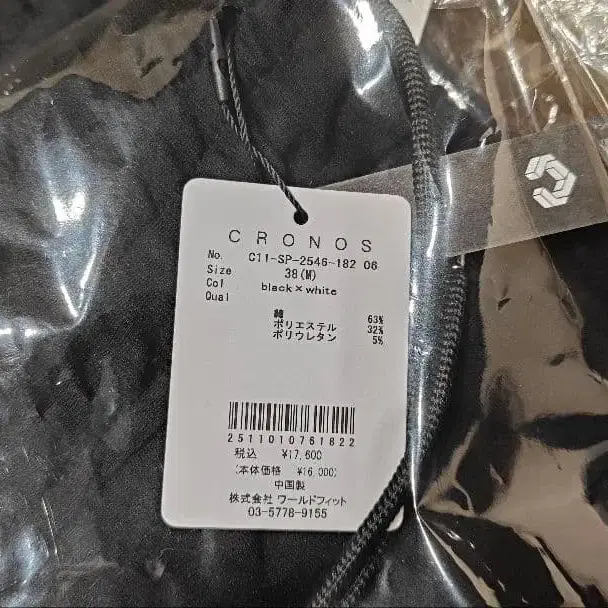 CRONOS
No. C11-SP-2546-182 06
Size 38(M)
Col black×white
Qual
綿 63%
ポリエステル 32%
ポリウレタン 5%
2511010761822
税込 ¥17,600
(本体価格 ¥16,000)
中国製
株式会社 ワールドフィット
03-5778-9155